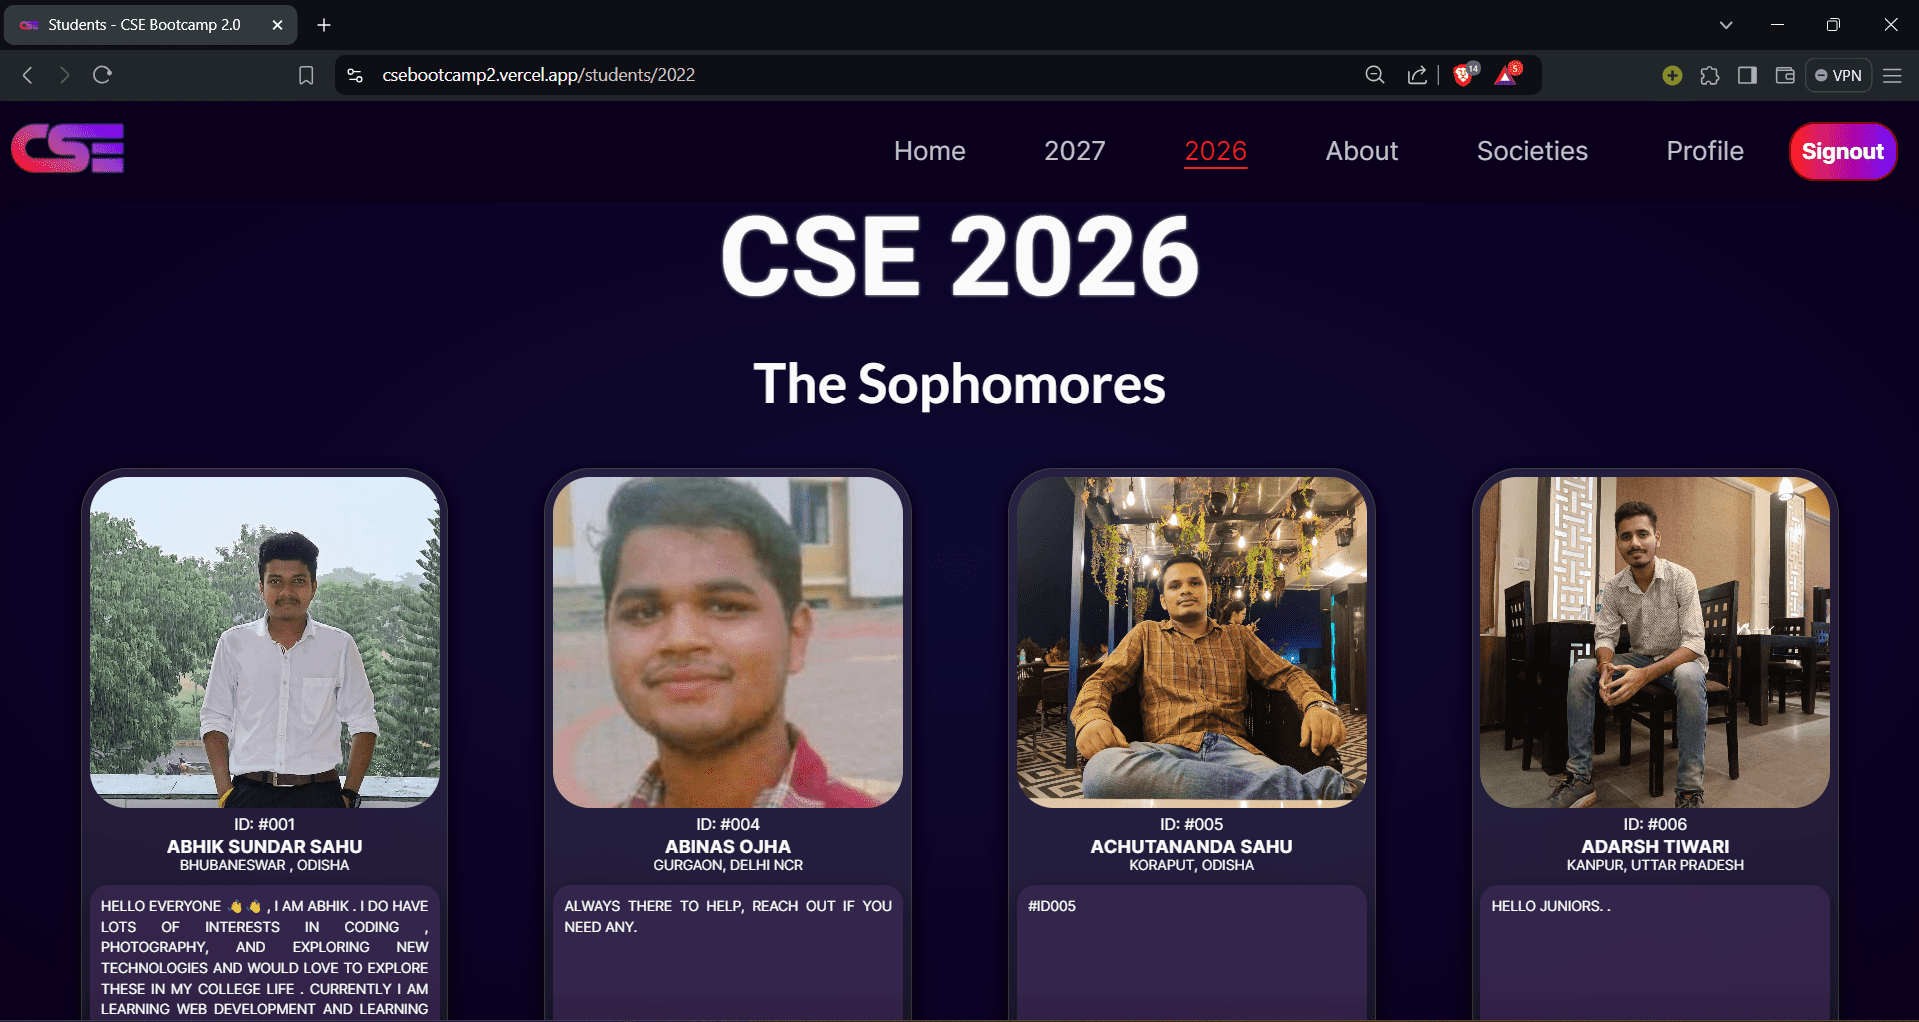 Students - CSE Bootcamp 2.0
csebootcamp2.vercel.app/students/2022
14
5
VPN
CSE
Home
2027
2026
About
Societies
Profile
Signout
CSE 2026
The Sophomores
ID: #001
ABHIK SUNDAR SAHU
BHUBANESWAR , ODISHA
HELLO EVERYONE 👋 👋 , I AM ABHIK . I DO HAVE
LOTS OF INTERESTS IN CODING ,
PHOTOGRAPHY, AND EXPLORING NEW
TECHNOLOGIES AND WOULD LOVE TO EXPLORE
THESE IN MY COLLEGE LIFE . CURRENTLY I AM
LEARNING WEB DEVELOPMENT AND LEARNING
ID: #004
ABINAS OJHA
GURGAON, DELHI NCR
ALWAYS THERE TO HELP, REACH OUT IF YOU
NEED ANY.
ID: #005
ACHUTANANDA SAHU
KORAPUT, ODISHA
#ID005
ID: #006
ADARSH TIWARI
KANPUR, UTTAR PRADESH
HELLO JUNIORS. .